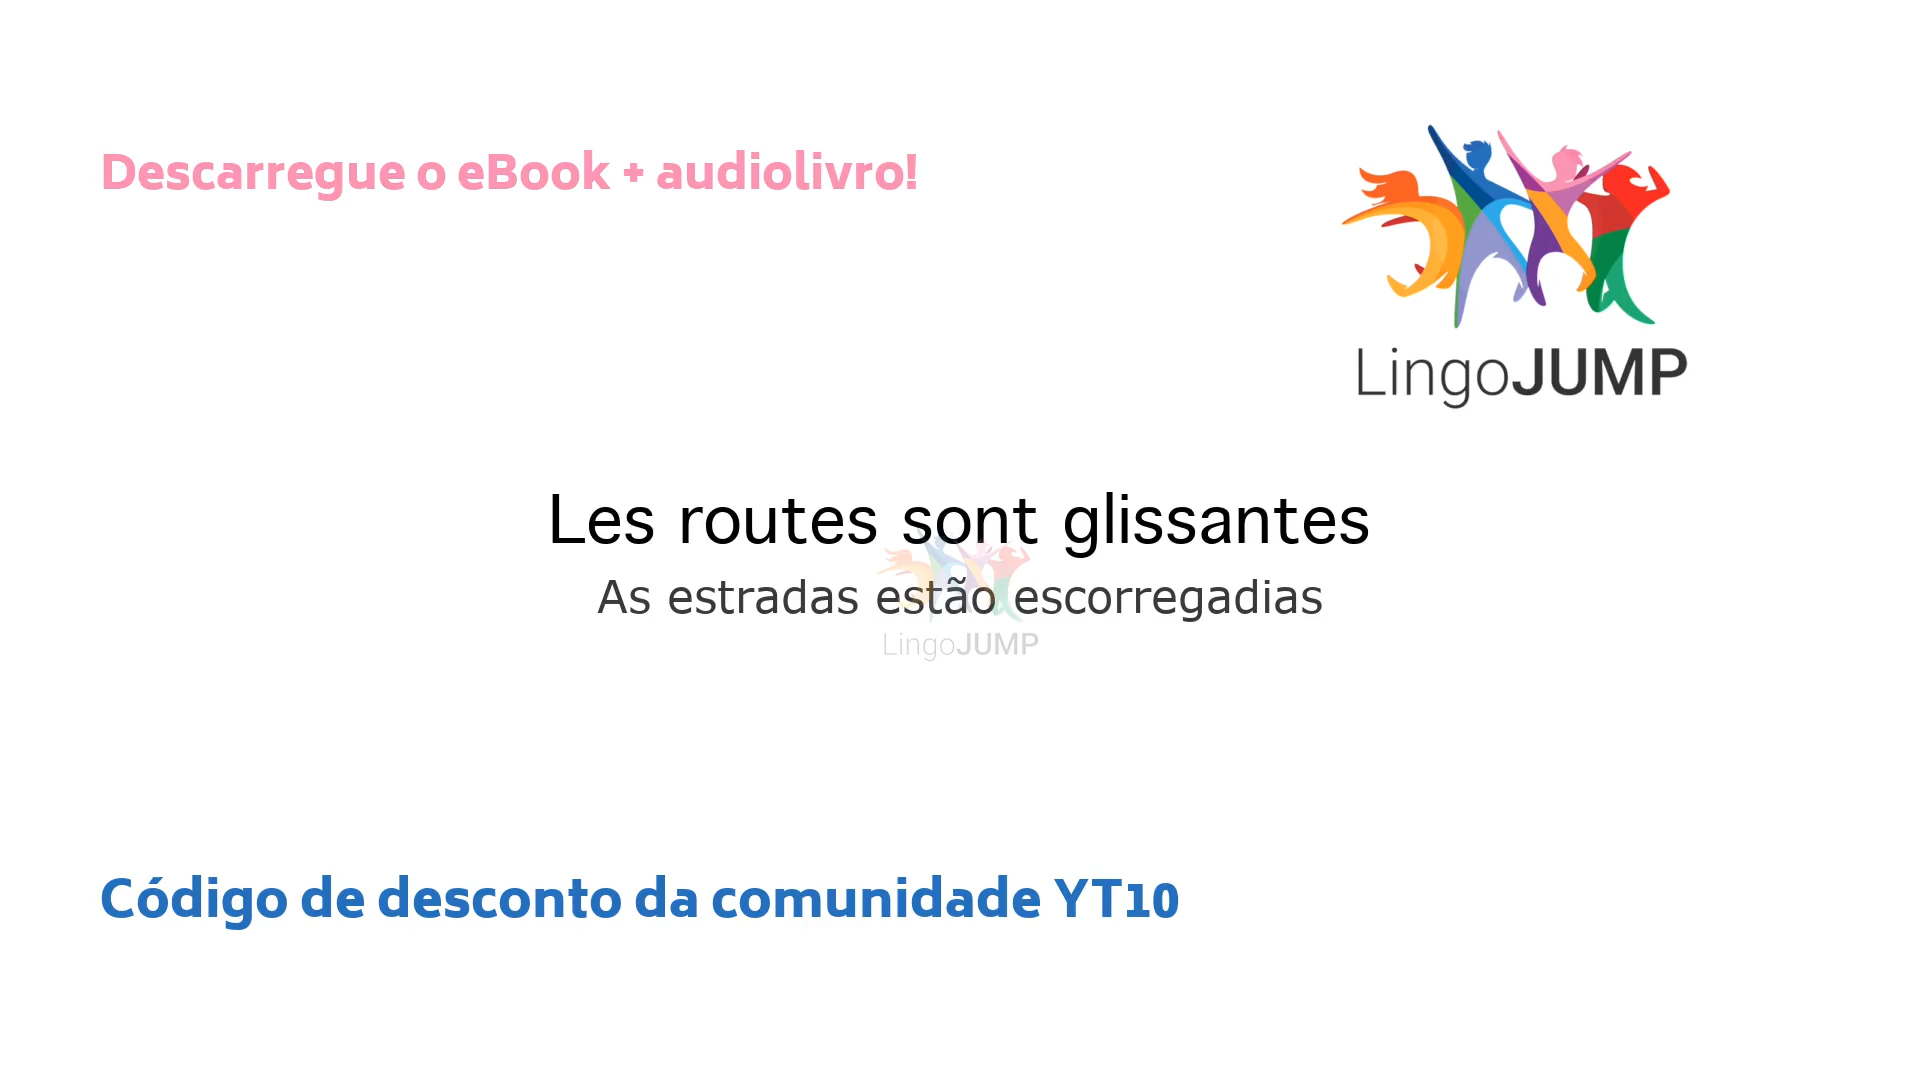 Descarregue o eBook + audiolivro!
LingoJUMP
Les routes sont glissantes
As estradas estão escorregadias
LingoJUMP
Código de desconto da comunidade YT10